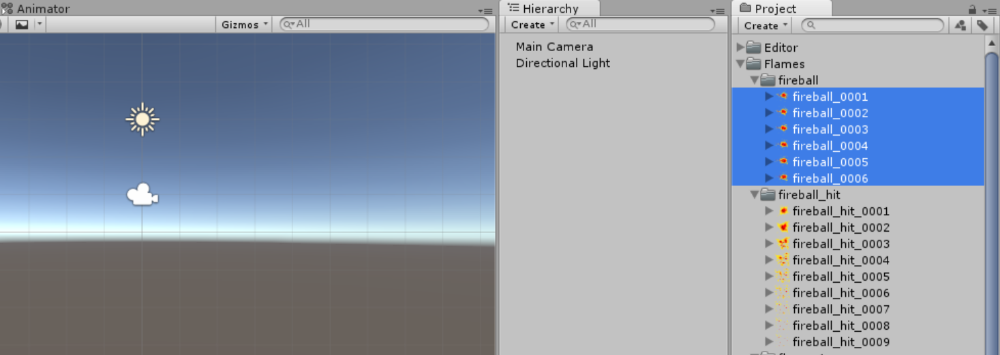 Animator
Gizmos
All
Hierarchy
Create
All
Main Camera
Directional Light
Project
Create
Editor
Flames
fireball
fireball_0001
fireball_0002
fireball_0003
fireball_0004
fireball_0005
fireball_0006
fireball_hit
fireball_hit_0001
fireball_hit_0002
fireball_hit_0003
fireball_hit_0004
fireball_hit_0005
fireball_hit_0006
fireball_hit_0007
fireball_hit_0008
fireball_hit_0009